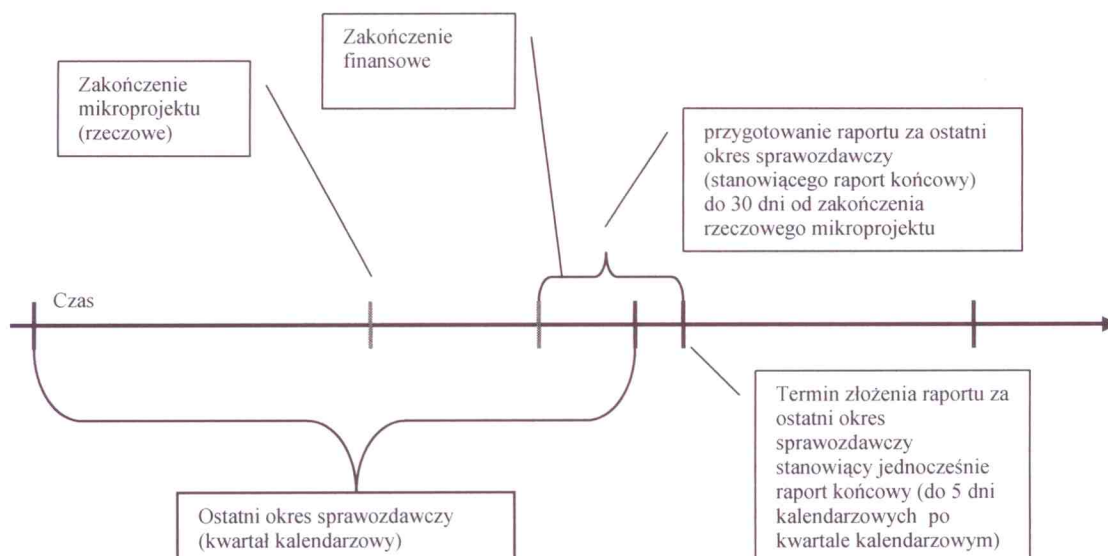 Zakończenie
finansowe
Zakończenie
mikroprojektu
(rzeczowe)
przygotowanie raportu za ostatni
okres sprawozdawczy
(stanowiącego raport końcowy)
do 30 dni od zakończenia
rzeczowego mikroprojektu
Czas
Termin złożenia raportu za
ostatni okres
sprawozdawczy
stanowiący jednocześnie
raport końcowy (do 5 dni
kalendarzowych po
kwartale kalendarzowym)
Ostatni okres sprawozdawczy
(kwartał kalendarzowy)